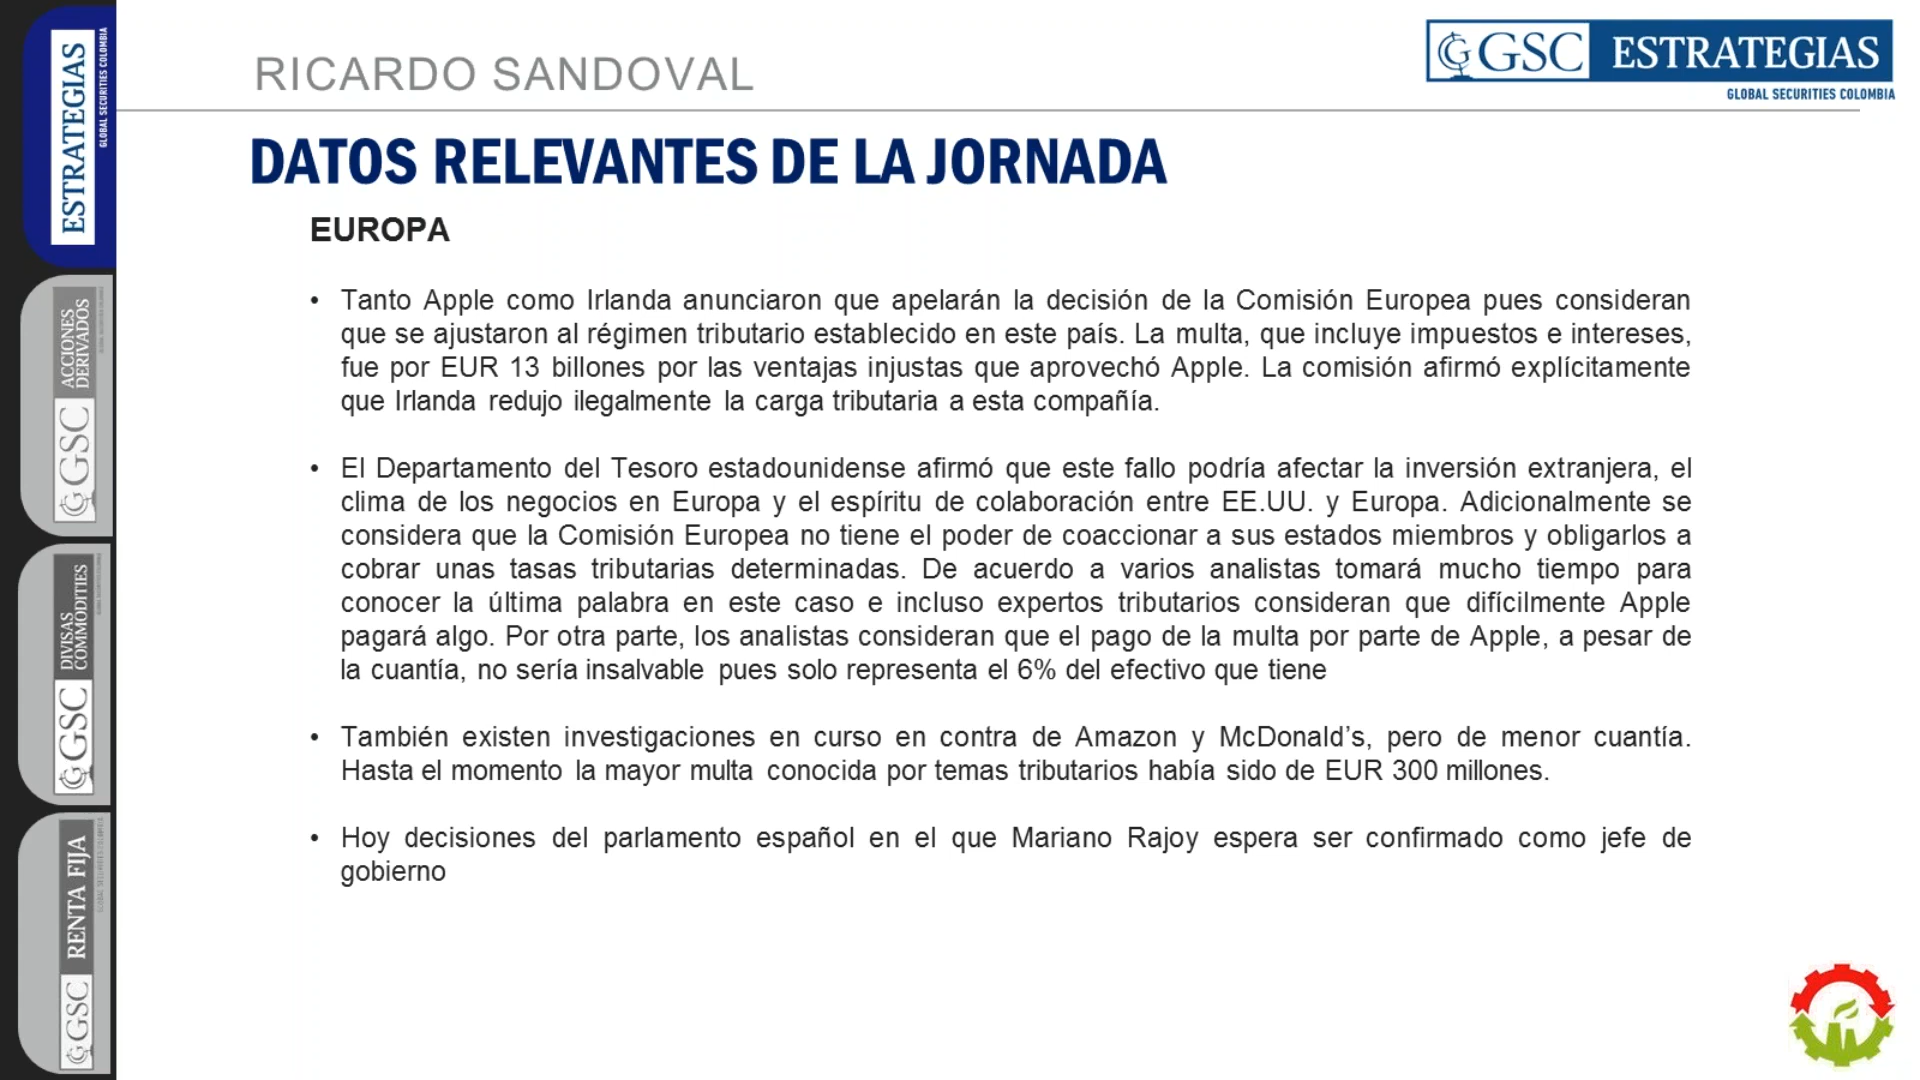 RICARDO SANDOVAL
GSC ESTRATEGIAS
GLOBAL SECURITIES COLOMBIA
DATOS RELEVANTES DE LA JORNADA
EUROPA
• Tanto Apple como Irlanda anunciaron que apelarán la decisión de la Comisión Europea pues consideran
que se ajustaron al régimen tributario establecido en este país. La multa, que incluye impuestos e intereses,
fue por EUR 13 billones por las ventajas injustas que aprovechó Apple. La comisión afirmó explícitamente
que Irlanda redujo ilegalmente la carga tributaria a esta compañía.
• El Departamento del Tesoro estadounidense afirmó que este fallo podría afectar la inversión extranjera, el
clima de los negocios en Europa y el espíritu de colaboración entre EE.UU. y Europa. Adicionalmente se
considera que la Comisión Europea no tiene el poder de coaccionar a sus estados miembros y obligarlos a
cobrar unas tasas tributarias determinadas. De acuerdo a varios analistas tomará mucho tiempo para
conocer la última palabra en este caso e incluso expertos tributarios consideran que difícilmente Apple
pagará algo. Por otra parte, los analistas consideran que el pago de la multa por parte de Apple, a pesar de
la cuantía, no sería insalvable pues solo representa el 6% del efectivo que tiene
• También existen investigaciones en curso en contra de Amazon y McDonald’s, pero de menor cuantía.
Hasta el momento la mayor multa conocida por temas tributarios había sido de EUR 300 millones.
• Hoy decisiones del parlamento español en el que Mariano Rajoy espera ser confirmado como jefe de
gobierno
ESTRATEGIAS
GLOBAL SECURITIES COLOMBIA
GSC ACCIONES
DERIVADOS
GSC DIVISAS
COMMODITIES
GSC RENTA FIJA